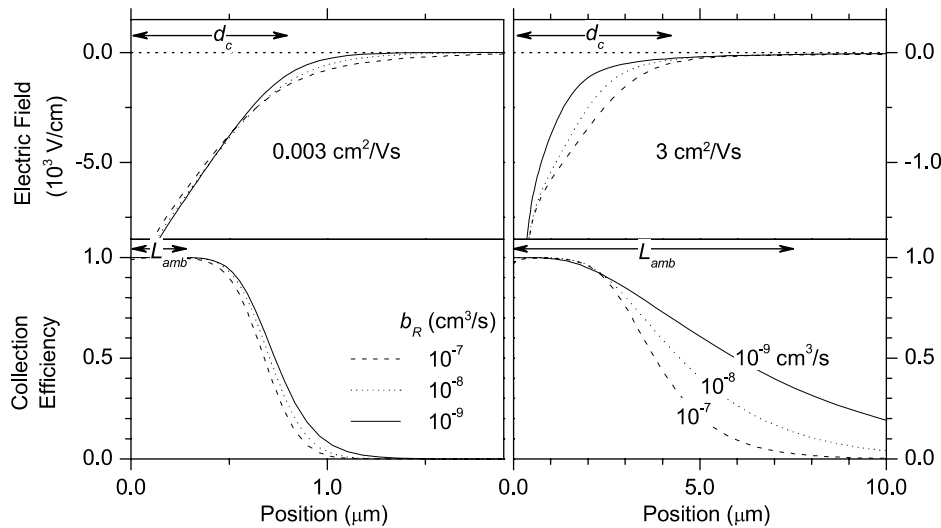 d_c
d_c
0.0
0.0
Electric Field
(10³ V/cm)
0.003 cm²/Vs
3 cm²/Vs
-5.0
-1.0
L_amb
L_amb
1.0
1.0
Collection
Efficiency
b_R (cm³/s)
10⁻⁷
10⁻⁸
10⁻⁹
10⁻⁹ cm³/s
10⁻⁸
10⁻⁷
0.5
0.5
0.0
0.0
0.0
1.0
0.0
5.0
10.0
Position (μm)
Position (μm)